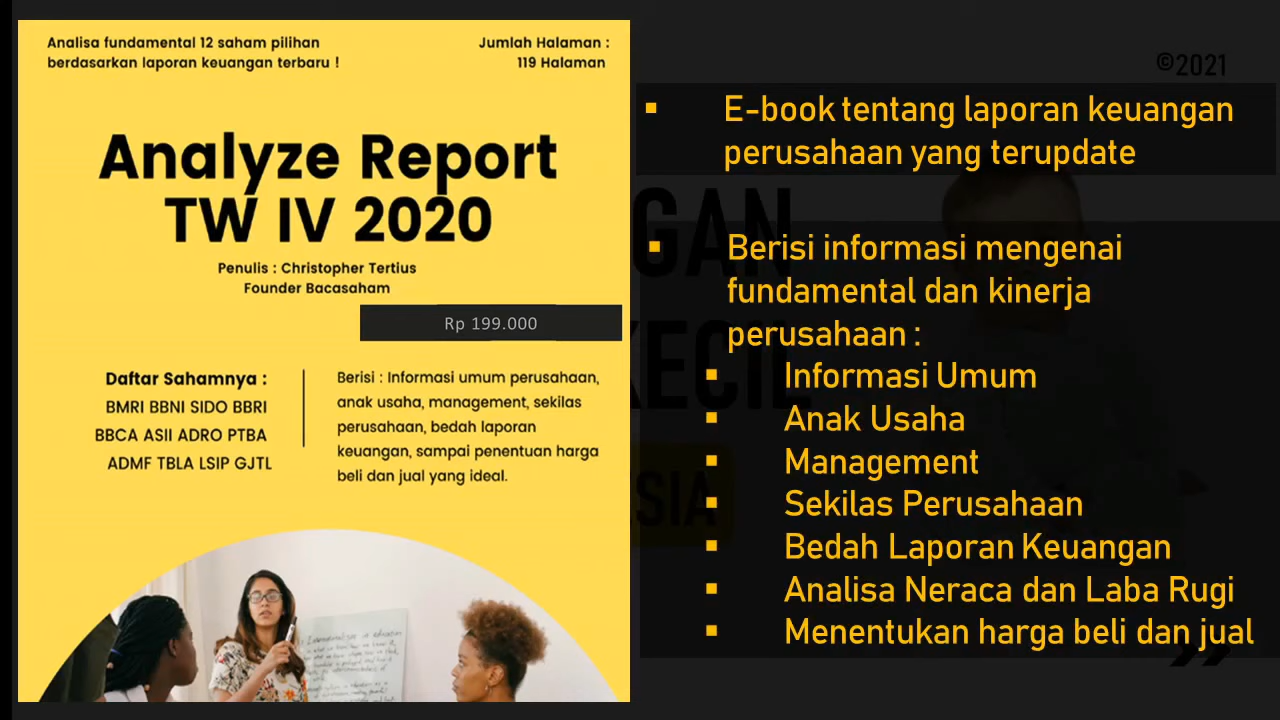 Analisa fundamental 12 saham pilihan
berdasarkan laporan keuangan terbaru !
Jumlah Halaman :
119 Halaman
Analyze Report
TW IV 2020
Penulis : Christopher Tertius
Founder Bacasaham
Rp 199.000
Daftar Sahamnya :
BMRI BBNI SIDO BBRI
BBCA ASII ADRO PTBA
ADMF TBLA LSIP GJTL
Berisi : Informasi umum perusahaan,
anak usaha, management, sekilas
perusahaan, bedah laporan
keuangan, sampai penentuan harga
beli dan jual yang ideal.
©2021
▪ E-book tentang laporan keuangan
perusahaan yang terupdate
▪ Berisi informasi mengenai
fundamental dan kinerja
perusahaan :
▪ Informasi Umum
▪ Anak Usaha
▪ Management
▪ Sekilas Perusahaan
▪ Bedah Laporan Keuangan
▪ Analisa Neraca dan Laba Rugi
▪ Menentukan harga beli dan jual